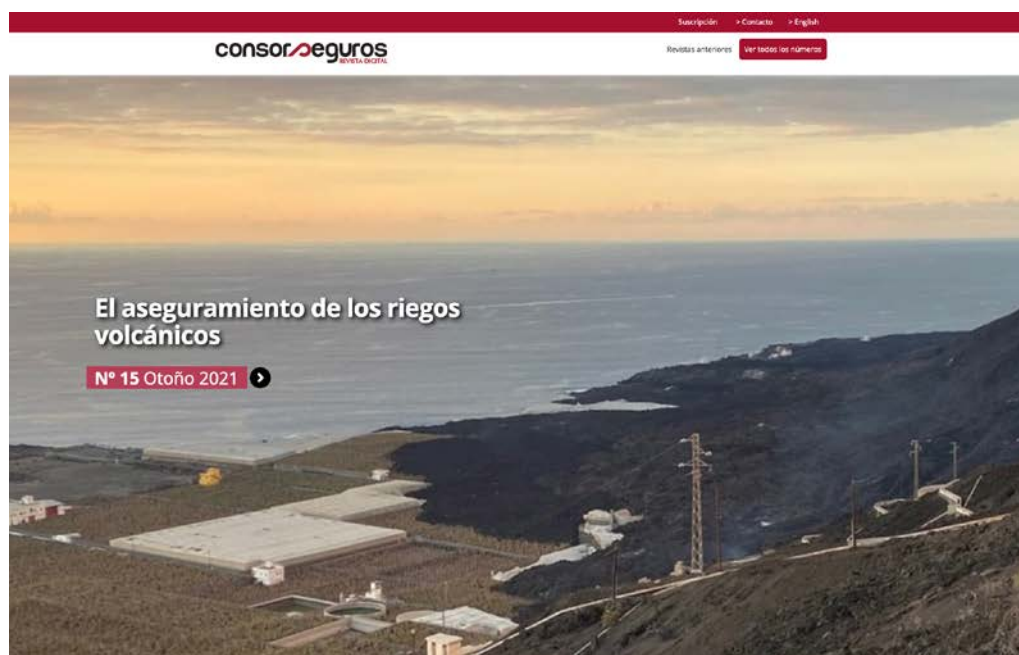 Suscripción > Contacto > English
consorseguros
REVISTA DIGITAL
Revistas anteriores Ver todos los números
El aseguramiento de los riegos
volcánicos
Nº 15 Otoño 2021